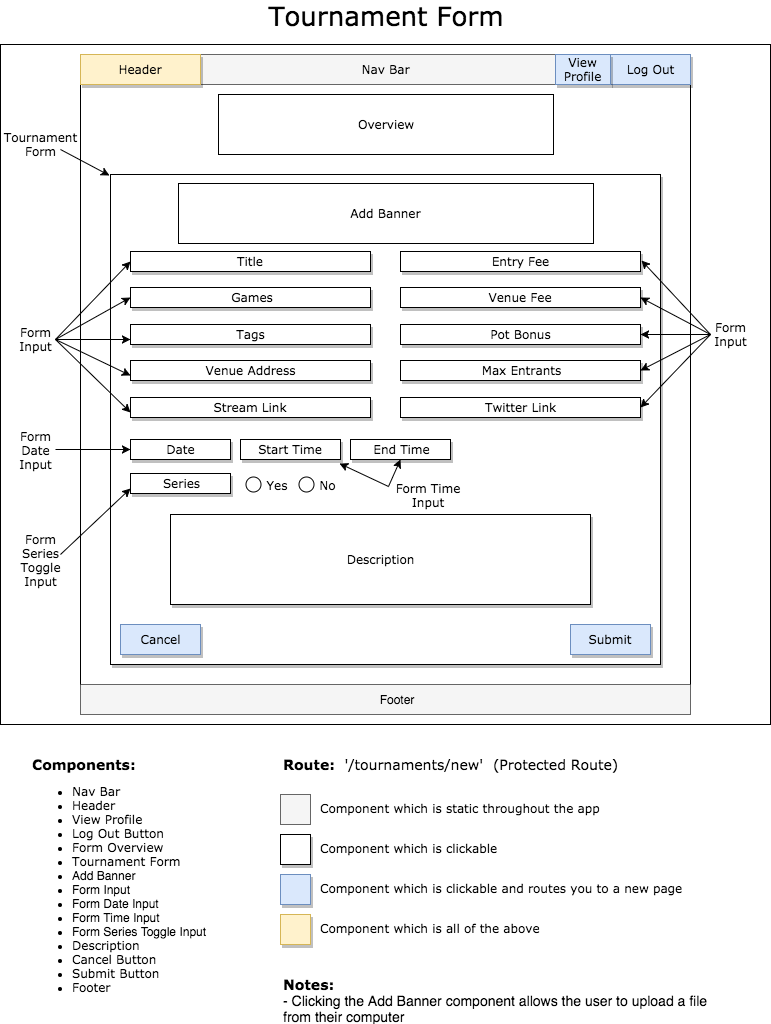 Tournament Form
Header
Nav Bar
View
Profile
Log Out
Overview
Tournament
Form
Add Banner
Title
Entry Fee
Games
Venue Fee
Form
Input
Tags
Pot Bonus
Form
Input
Venue Address
Max Entrants
Stream Link
Twitter Link
Form
Date
Input
Date
Start Time
End Time
Series
Yes
No
Form Time
Input
Form
Series
Toggle
Input
Description
Cancel
Submit
Footer
Components:
Nav Bar
Header
View Profile
Log Out Button
Form Overview
Tournament Form
Add Banner
Form Input
Form Date Input
Form Time Input
Form Series Toggle Input
Description
Cancel Button
Submit Button
Footer
Route: '/tournaments/new' (Protected Route)
Component which is static throughout the app
Component which is clickable
Component which is clickable and routes you to a new page
Component which is all of the above
Notes:
- Clicking the Add Banner component allows the user to upload a file
from their computer